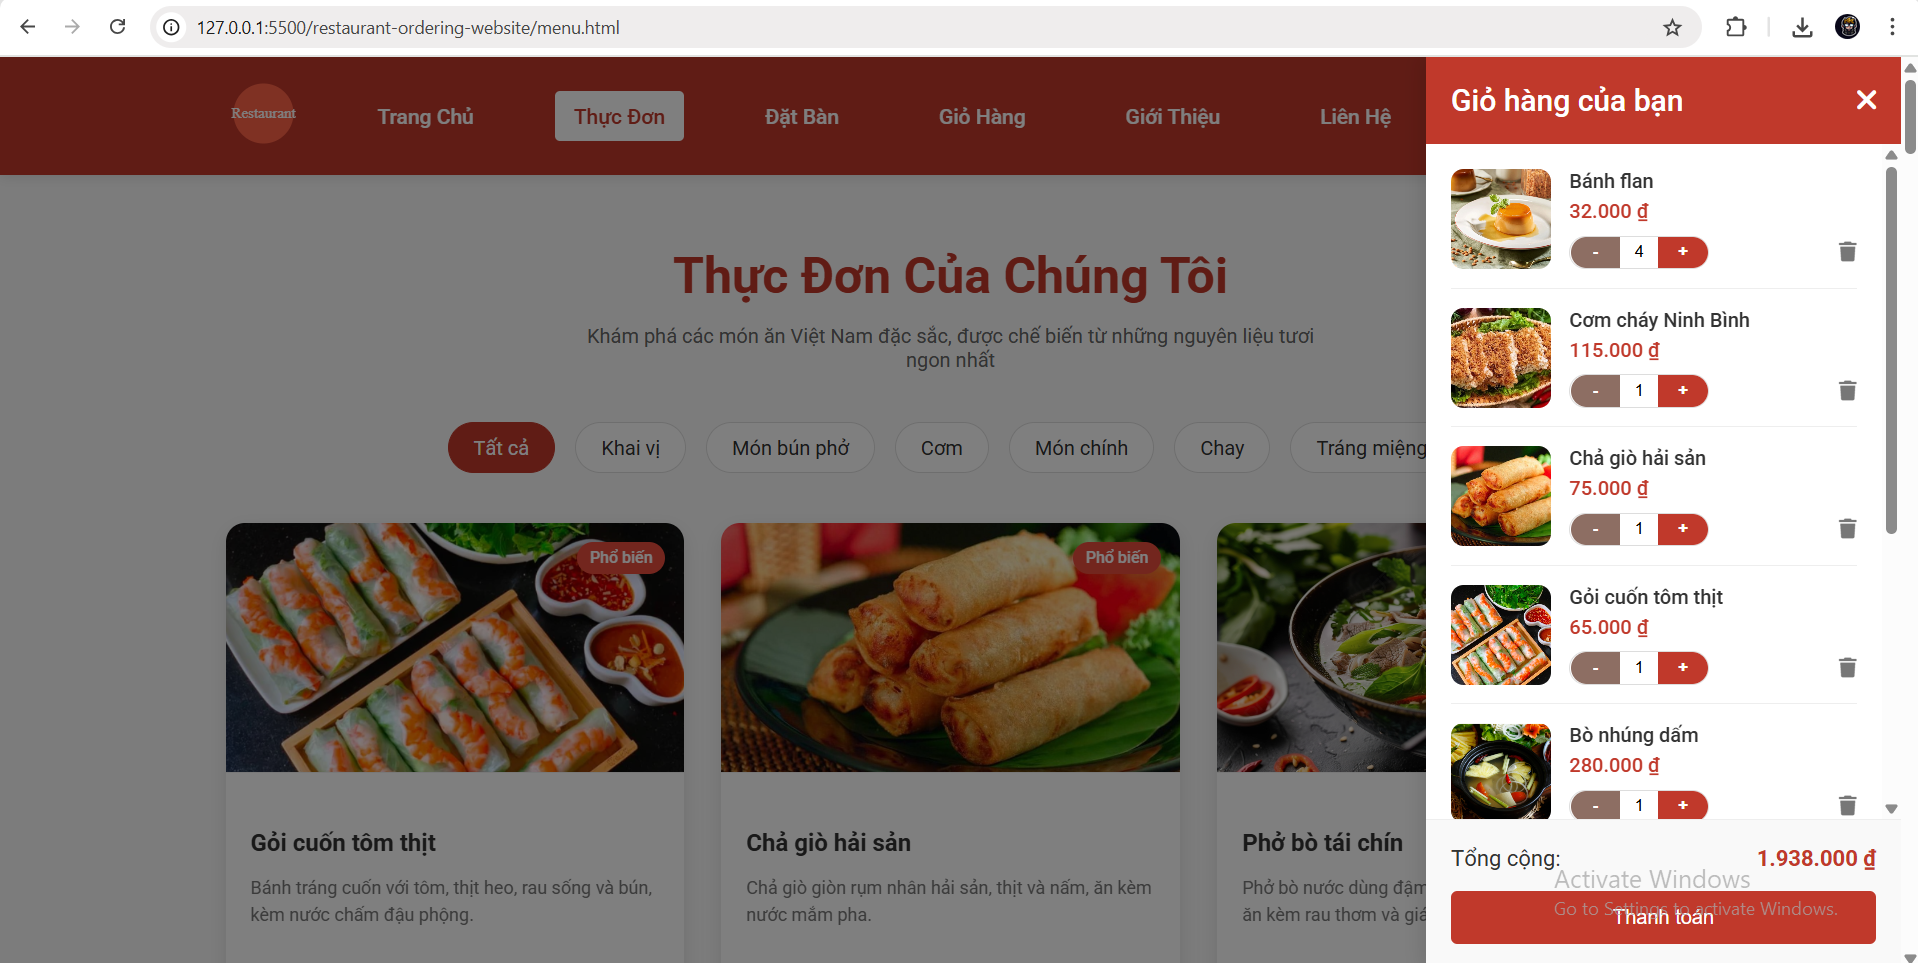 127.0.0.1:5500/restaurant-ordering-website/menu.html
Restaurant
Trang Chủ
Thực Đơn
Đặt Bàn
Giỏ Hàng
Giới Thiệu
Liên Hệ
Thực Đơn Của Chúng Tôi
Khám phá các món ăn Việt Nam đặc sắc, được chế biến từ những nguyên liệu tươi
ngon nhất
Tất cả
Khai vị
Món bún phở
Cơm
Món chính
Chay
Tráng miệng
Phổ biến
Gỏi cuốn tôm thịt
Bánh tráng cuốn với tôm, thịt heo, rau sống và bún,
kèm nước chấm đậu phộng.
Phổ biến
Chả giò hải sản
Chả giò giòn rụm nhân hải sản, thịt và nấm, ăn kèm
nước mắm pha.
Phở bò tái chín
Phở bò nước dùng đậm
ăn kèm rau thơm và
Giỏ hàng của bạn
Bánh flan
32.000 ₫
- 4 +
Cơm cháy Ninh Bình
115.000 ₫
- 1 +
Chả giò hải sản
75.000 ₫
- 1 +
Gỏi cuốn tôm thịt
65.000 ₫
- 1 +
Bò nhúng dấm
280.000 ₫
- 1 +
Tổng cộng:
1.938.000 ₫
Thanh toán
Activate Windows
Go to Settings to activate Windows.